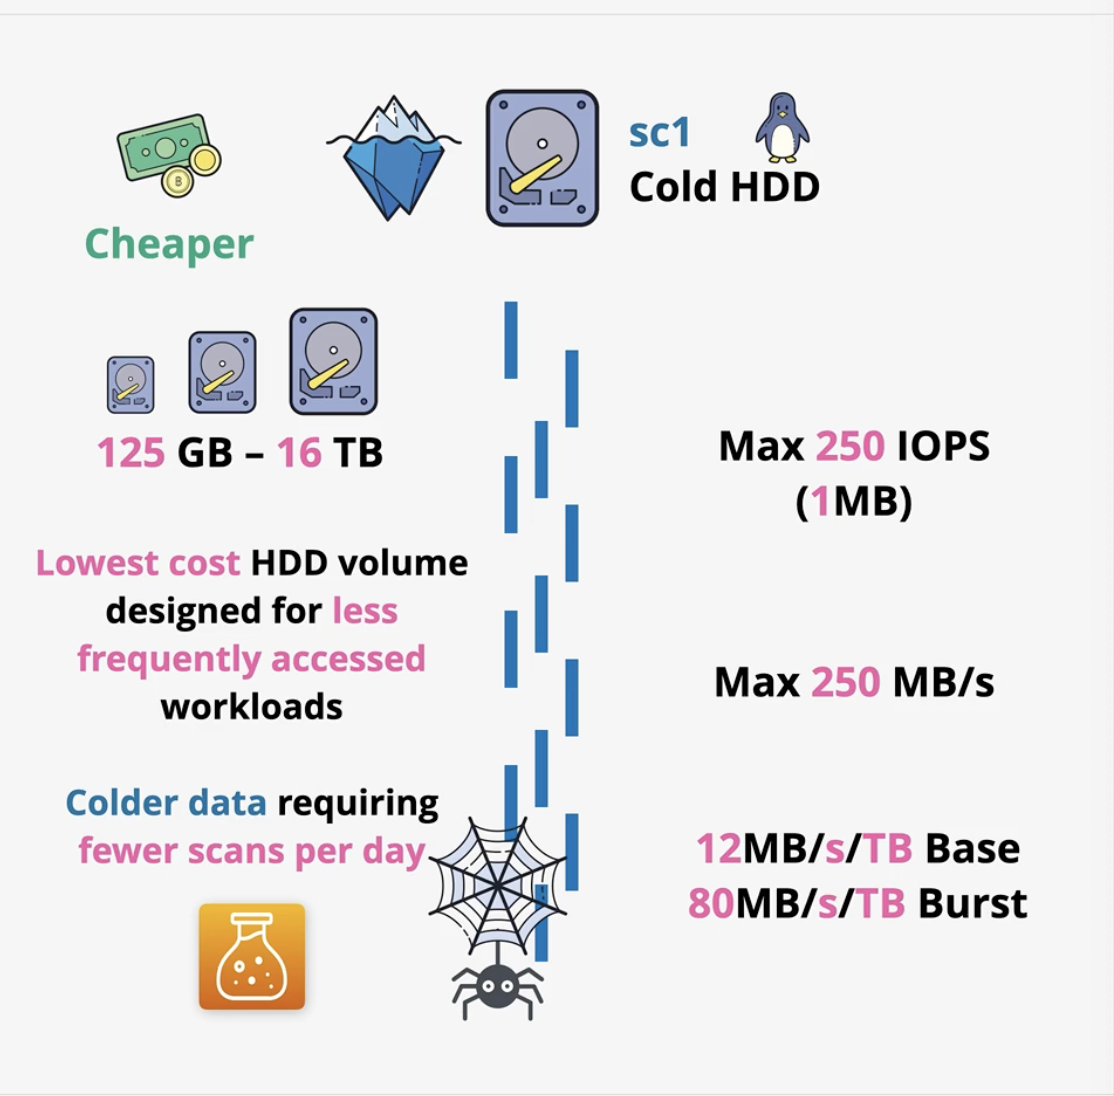 sc1
Cold HDD
Cheaper
125 GB – 16 TB
Lowest cost HDD volume
designed for less
frequently accessed
workloads
Colder data requiring
fewer scans per day
Max 250 IOPS
(1MB)
Max 250 MB/s
12MB/s/TB Base
80MB/s/TB Burst